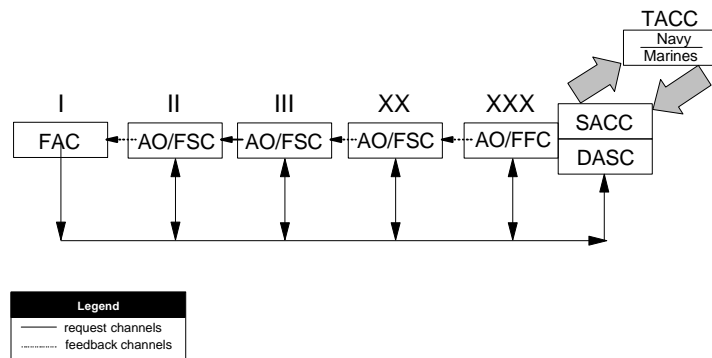 TACC
Navy
Marines
I II III XX XXX
FAC AO/FSC AO/FSC AO/FSC AO/FFC SACC
DASC
Legend
request channels
feedback channels